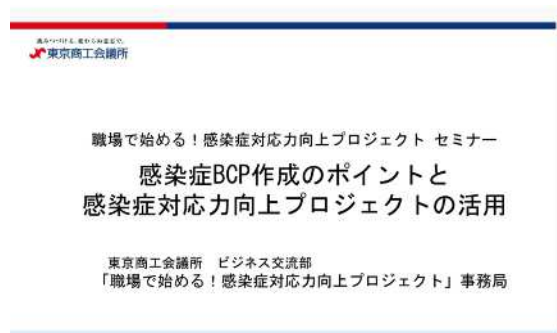 東京商工会議所
職場で始める！感染症対応力向上プロジェクト セミナー
感染症BCP作成のポイントと
感染症対応力向上プロジェクトの活用
東京商工会議所　ビジネス交流部
「職場で始める！感染症対応力向上プロジェクト」事務局